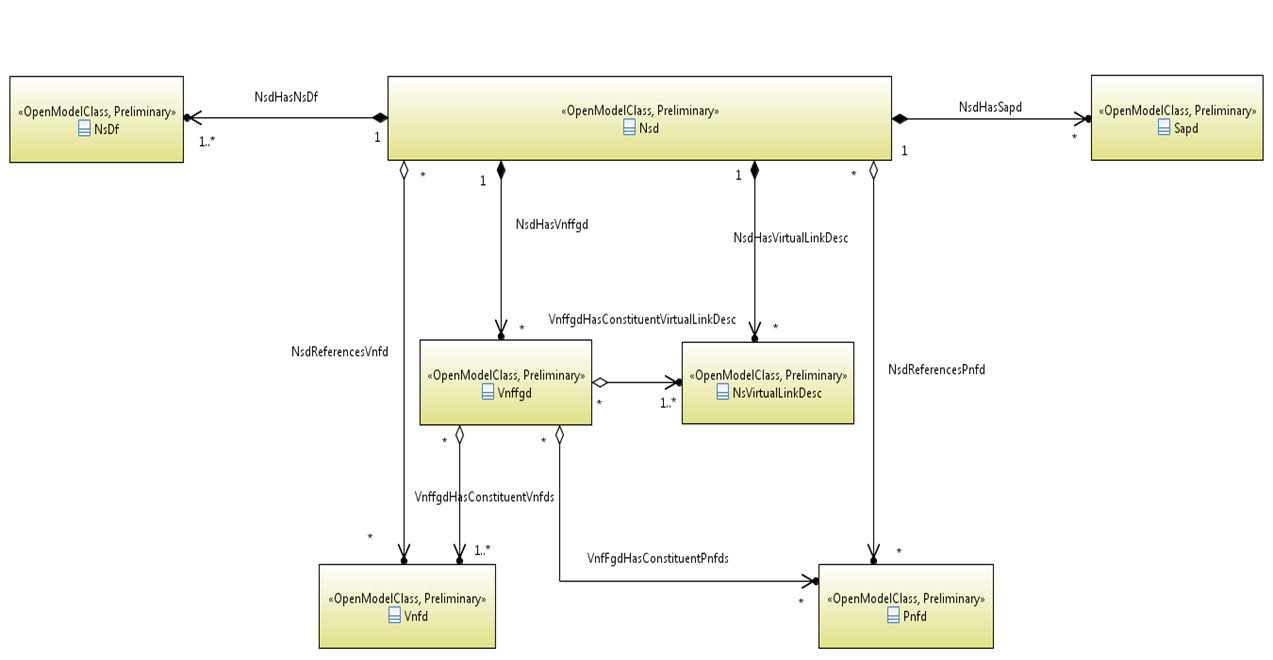 «OpenModelClass, Preliminary»
NsDf
NsdHasNsDf
1..*
1
«OpenModelClass, Preliminary»
Nsd
NsdHasSapd
1
*
«OpenModelClass, Preliminary»
Sapd
*
1
1
*
NsdHasVnffgd
NsdHasVirtualLinkDesc
*
VnffgdHasConstituentVirtualLinkDesc
*
NsdReferencesVnfd
«OpenModelClass, Preliminary»
Vnffgd
*
1..*
«OpenModelClass, Preliminary»
NsVirtualLinkDesc
NsdReferencesPnfd
*
*
VnffgdHasConstituentVnfds
*
1..*
VnfFgdHasConstituentPnfds
*
*
«OpenModelClass, Preliminary»
Vnfd
«OpenModelClass, Preliminary»
Pnfd